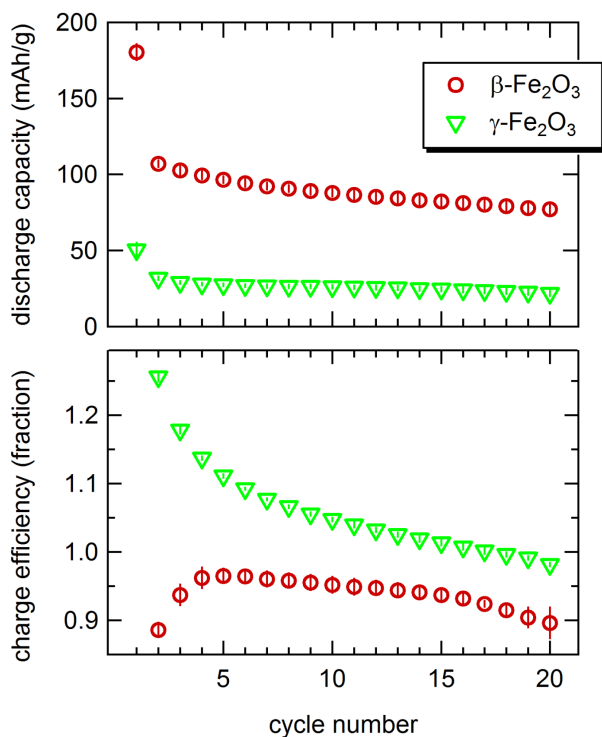 discharge capacity (mAh/g)
200
150
100
50
0
β-Fe₂O₃
γ-Fe₂O₃
charge efficiency (fraction)
1.2
1.1
1.0
0.9
5
10
15
20
cycle number